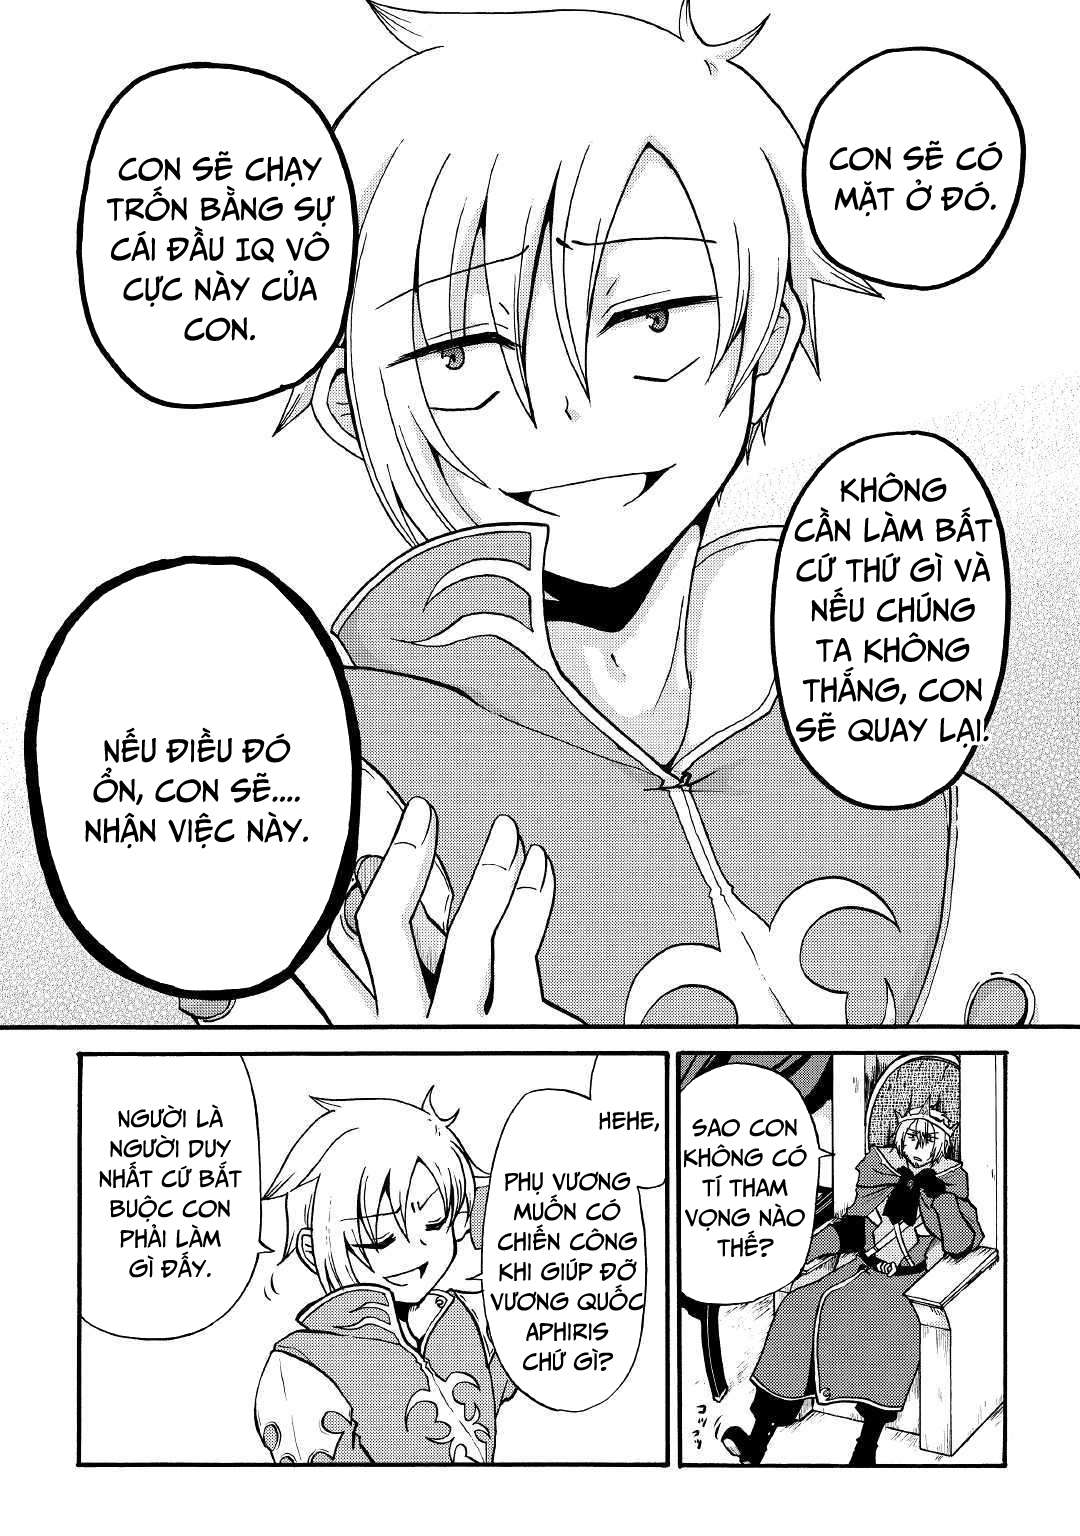 CON SẼ CÓ
MẶT Ở ĐÓ.
CON SẼ CHẠY
TRỐN BẰNG SỰ
CÁI ĐẦU IQ VÔ
CỰC NÀY CỦA
CON.
KHÔNG
CẦN LÀM BẤT
CỨ THỨ GÌ VÀ
NẾU CHÚNG
TA KHÔNG
THẮNG, CON
SẼ QUAY LẠI!
NẾU ĐIỀU ĐÓ
ỔN, CON SẼ....
NHẬN VIỆC NÀY.
SAO CON
KHÔNG CÓ
TÍ THAM
VỌNG NÀO
THẾ?
コツ
コツ
HEHE,
PHỤ VƯƠNG
MUỐN CÓ
CHIẾN CÔNG
KHI GIÚP ĐỠ
VƯƠNG QUỐC
APHIRIS
CHỨ GÌ?
NGƯỜI LÀ
NGƯỜI DUY
NHẤT CỨ BẮT
BUỘC CON
PHẢI LÀM
GÌ ĐẤY.